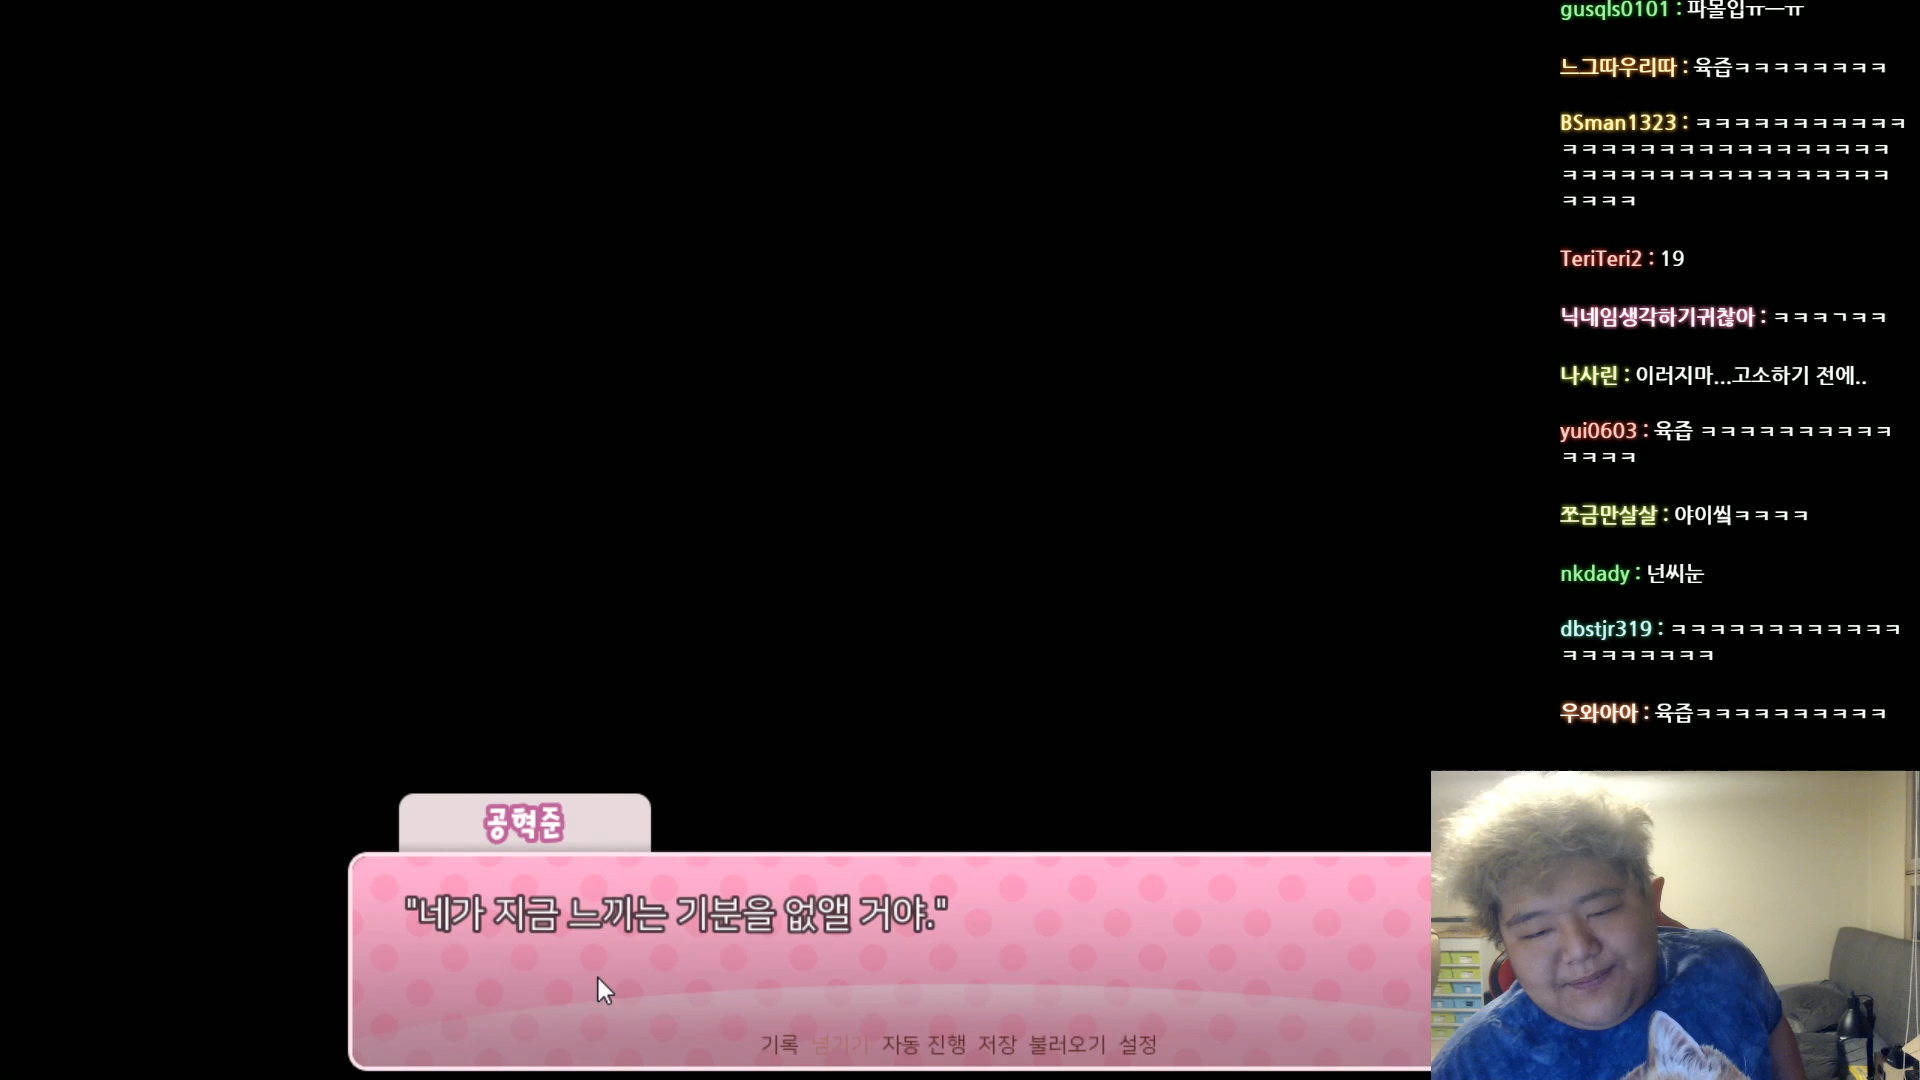 gusqls0101 : 파몰입ㅠㅡㅠ
느그따우리따 : 육즙ㅋㅋㅋㅋㅋㅋㅋㅋ
BSman1323 : ㅋㅋㅋㅋㅋㅋㅋㅋㅋㅋㅋ
ㅋㅋㅋㅋㅋㅋㅋㅋㅋㅋㅋㅋㅋㅋㅋㅋㅋ
ㅋㅋㅋㅋㅋㅋㅋㅋㅋㅋㅋㅋㅋㅋㅋㅋㅋ
ㅋㅋㅋㅋ
TeriTeri2 : 19
닉네임생각하기귀찮아 : ㅋㅋㅋㄱㅋㅋ
나사린 : 이러지마...고소하기 전에..
yui0603 : 육즙 ㅋㅋㅋㅋㅋㅋㅋㅋㅋㅋ
ㅋㅋㅋㅋ
쪼금만살살 : 야이씤ㅋㅋㅋㅋ
nkdady : 넌씨눈
dbstjr319 : ㅋㅋㅋㅋㅋㅋㅋㅋㅋㅋㅋㅋ
ㅋㅋㅋㅋㅋㅋㅋㅋ
우와아아 : 육즙ㅋㅋㅋㅋㅋㅋㅋㅋㅋㅋ
공혁준
"네가 지금 느끼는 기분을 없앨 거야."
기록 넘기기 자동 진행 저장 불러오기 설정